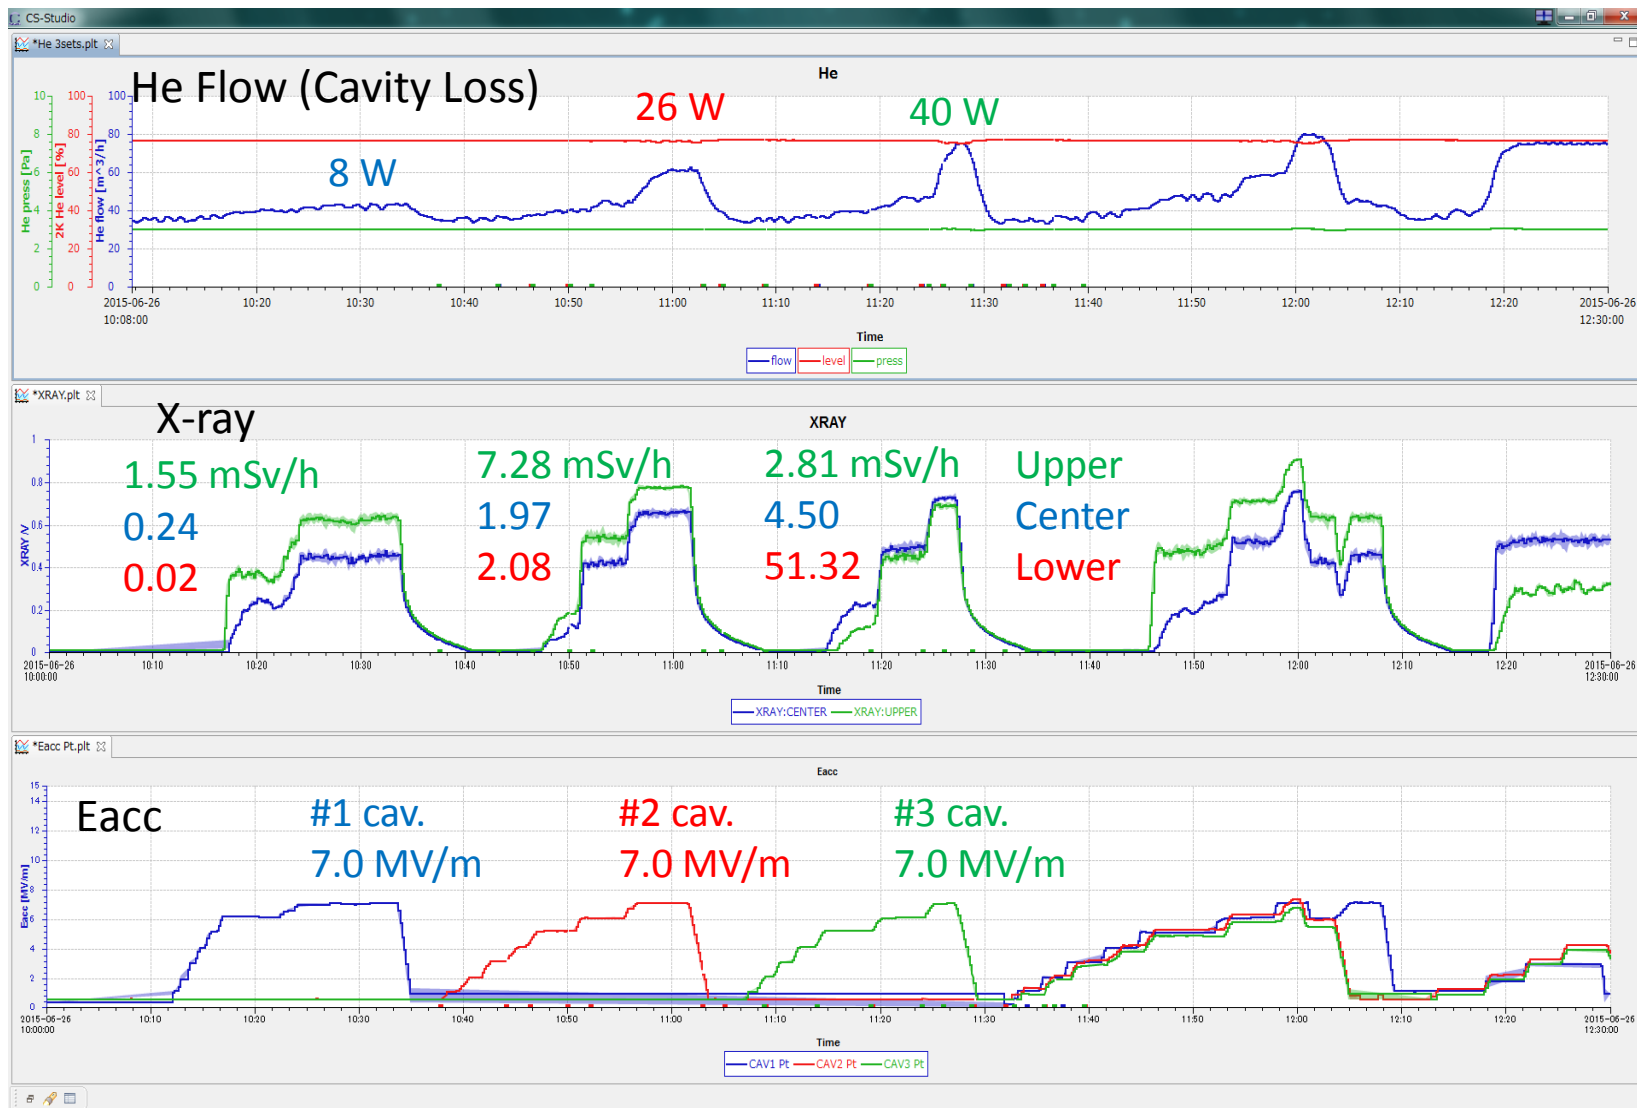 CS-Studio
*He 3sets.plt
He Flow (Cavity Loss)
He
8 W
26 W
40 W
He press [Pa]
2K He level [%]
He flow [m^3/h]
10 8 6 4 2 0
100 80 60 40 20 0
100 80 60 40 20 0
2015-06-26 10:20 10:30 10:40 10:50 11:00 11:10 11:20 11:30 11:40 11:50 12:00 12:10 12:20 2015-06-26
10:08:00 12:30:00
Time
flow level press
*XRAY.plt
X-ray
XRAY
1.55 mSv/h 7.28 mSv/h 2.81 mSv/h Upper
0.24 1.97 4.50 Center
0.02 2.08 51.32 Lower
XRAY /V
1 0.8 0.6 0.4 0.2 0
2015-06-26 10:10 10:20 10:30 10:40 10:50 11:00 11:10 11:20 11:30 11:40 11:50 12:00 12:10 12:20 2015-06-26
10:00:00 12:30:00
Time
XRAY:CENTER XRAY:UPPER
*Eacc Pt.plt
Eacc
Eacc
#1 cav. #2 cav. #3 cav.
7.0 MV/m 7.0 MV/m 7.0 MV/m
Eacc [MV/m]
15 14 12 10 8 6 4 2 0
2015-06-26 10:10 10:20 10:30 10:40 10:50 11:00 11:10 11:20 11:30 11:40 11:50 12:00 12:10 12:20 2015-06-26
10:00:00 12:30:00
Time
CAV1 Pt CAV2 Pt CAV3 Pt